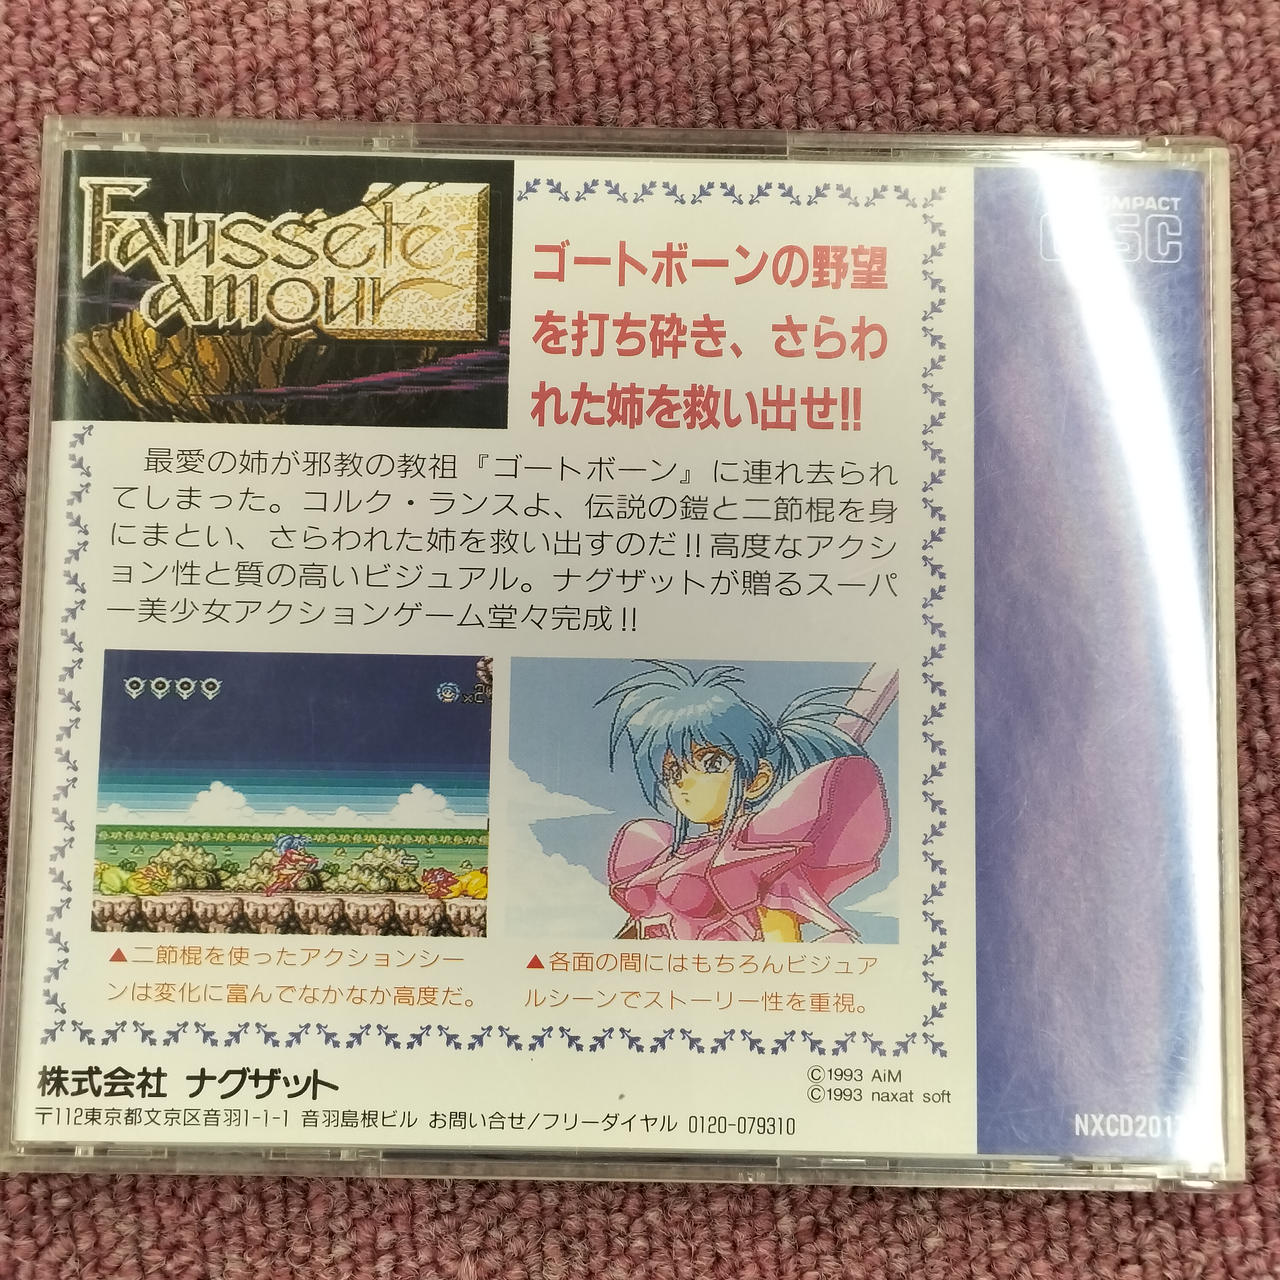 Fausseté
amour
ゴートボーンの野望
を打ち砕き、さらわ
れた姉を救い出せ!!
最愛の姉が邪教の教祖『ゴートボーン』に連れ去られ
てしまった。コルク・ランスよ、伝説の鎧と二節棍を身
にまとい、さらわれた姉を救い出すのだ!!高度なアクシ
ョン性と質の高いビジュアル。ナグザットが贈るスーパ
ー美少女アクションゲーム堂々完成!!
▲二節棍を使ったアクションシー
ンは変化に富んでなかなか高度だ。
▲各面の間にはもちろんビジュア
ルシーンでストーリー性を重視。
株式会社 ナグザット
〒112東京都文京区音羽1-1-1 音羽島根ビル お問い合せ/フリーダイヤル 0120-079310
Ⓒ1993 AiM
Ⓒ1993 naxat soft
COMPACT
DISC